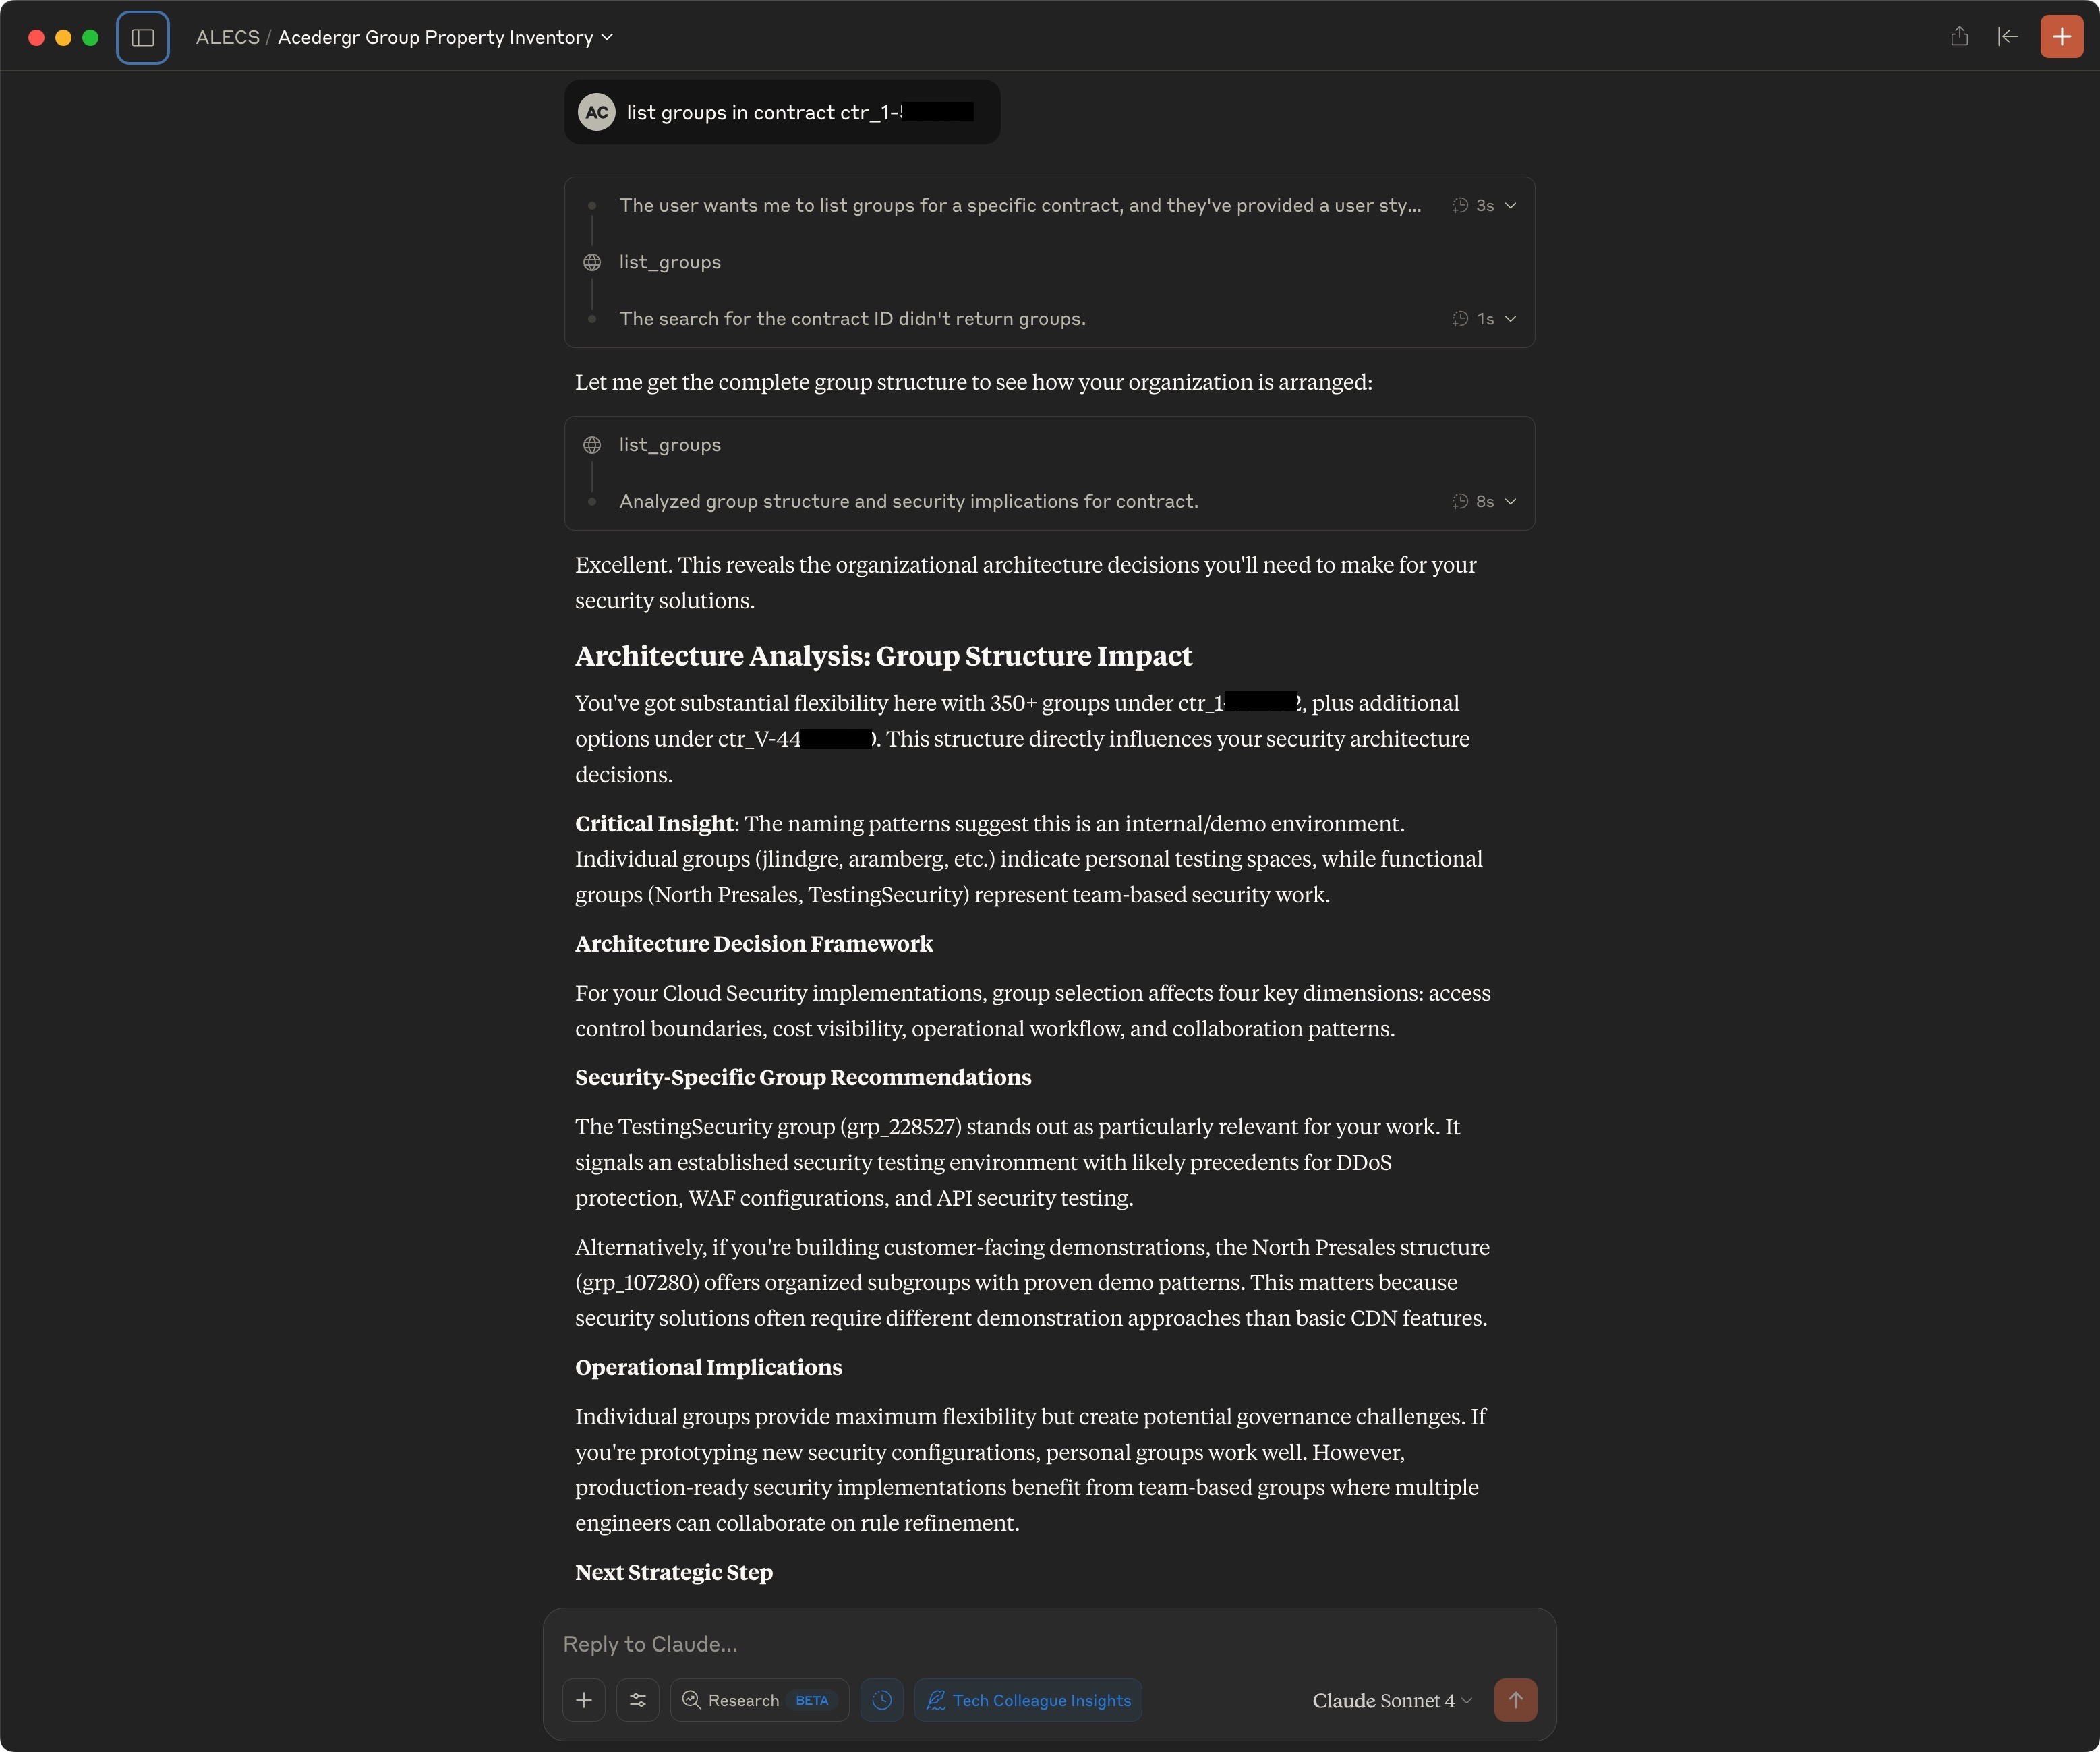 ALECS / Acedergr Group Property Inventory
AC list groups in contract ctr_1-
The user wants me to list groups for a specific contract, and they've provided a user sty... 3s
list_groups
The search for the contract ID didn't return groups. 1s
Let me get the complete group structure to see how your organization is arranged:
list_groups
Analyzed group structure and security implications for contract. 8s
Excellent. This reveals the organizational architecture decisions you'll need to make for your
security solutions.
Architecture Analysis: Group Structure Impact
You've got substantial flexibility here with 350+ groups under ctr_1 , plus additional
options under ctr_V-44 . This structure directly influences your security architecture
decisions.
Critical Insight: The naming patterns suggest this is an internal/demo environment.
Individual groups (jlindgre, aramberg, etc.) indicate personal testing spaces, while functional
groups (North Presales, TestingSecurity) represent team-based security work.
Architecture Decision Framework
For your Cloud Security implementations, group selection affects four key dimensions: access
control boundaries, cost visibility, operational workflow, and collaboration patterns.
Security-Specific Group Recommendations
The TestingSecurity group (grp_228527) stands out as particularly relevant for your work. It
signals an established security testing environment with likely precedents for DDoS
protection, WAF configurations, and API security testing.
Alternatively, if you're building customer-facing demonstrations, the North Presales structure
(grp_107280) offers organized subgroups with proven demo patterns. This matters because
security solutions often require different demonstration approaches than basic CDN features.
Operational Implications
Individual groups provide maximum flexibility but create potential governance challenges. If
you're prototyping new security configurations, personal groups work well. However,
production-ready security implementations benefit from team-based groups where multiple
engineers can collaborate on rule refinement.
Next Strategic Step
Reply to Claude...
Research BETA Tech Colleague Insights Claude Sonnet 4